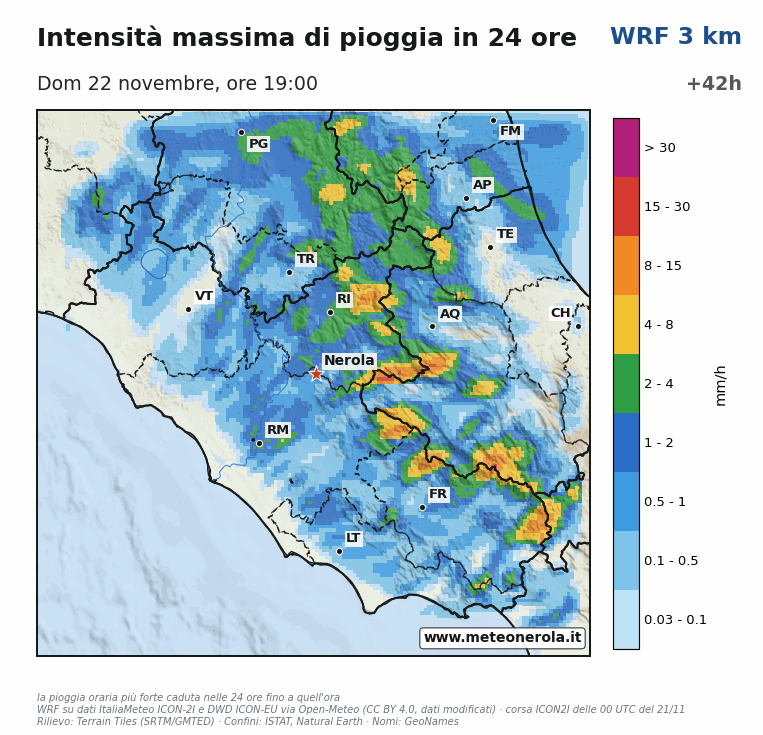 Intensità massima di pioggia in 24 ore WRF 3 km
Dom 22 novembre, ore 19:00 +42h
PG
FM
AP
TE
TR
VT
RI
AQ
CH
Nerola
RM
FR
LT
www.meteonerola.it
> 30
15 - 30
8 - 15
4 - 8
2 - 4
1 - 2
0.5 - 1
0.1 - 0.5
0.03 - 0.1
mm/h
la pioggia oraria più forte caduta nelle 24 ore fino a quell'ora
WRF su dati ItaliaMeteo ICON-2I e DWD ICON-EU via Open-Meteo (CC BY 4.0, dati modificati) · corsa ICON2I delle 00 UTC del 21/11
Rilievo: Terrain Tiles (SRTM/GMTED) · Confini: ISTAT, Natural Earth · Nomi: GeoNames